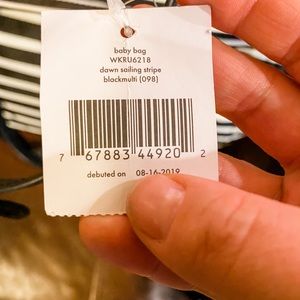 baby bag
WKRU6218
dawn sailing stripe
blackmulti (098)
7 67883 44920 2
debuted on 08-16-2019